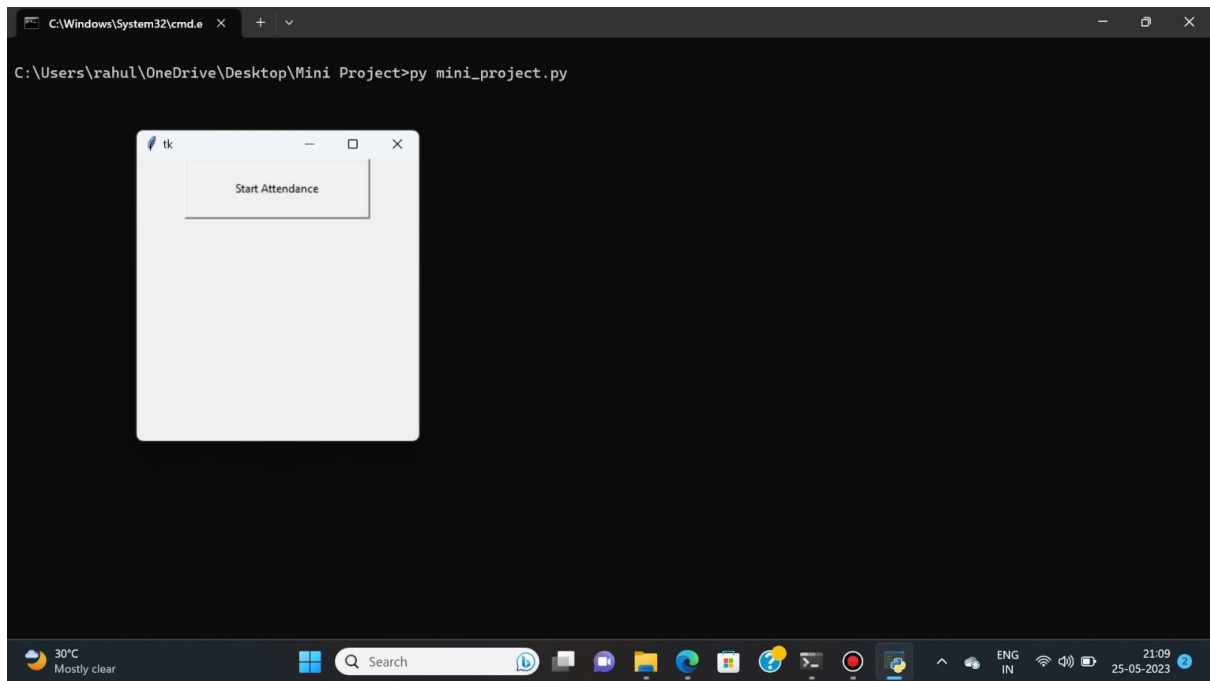 C:\Windows\System32\cmd.e
C:\Users\rahul\OneDrive\Desktop\Mini Project>py mini_project.py
tk
Start Attendance
30°C
Mostly clear
Search
ENG
IN
21:09
25-05-2023
2